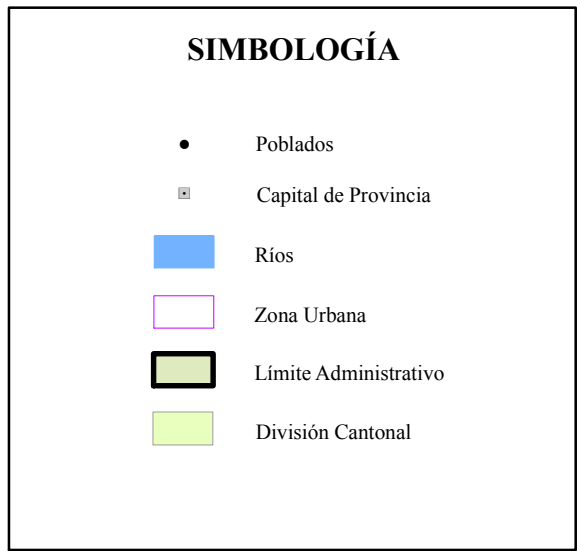 SIMBOLOGÍA
Poblados
Capital de Provincia
Ríos
Zona Urbana
Límite Administrativo
División Cantonal